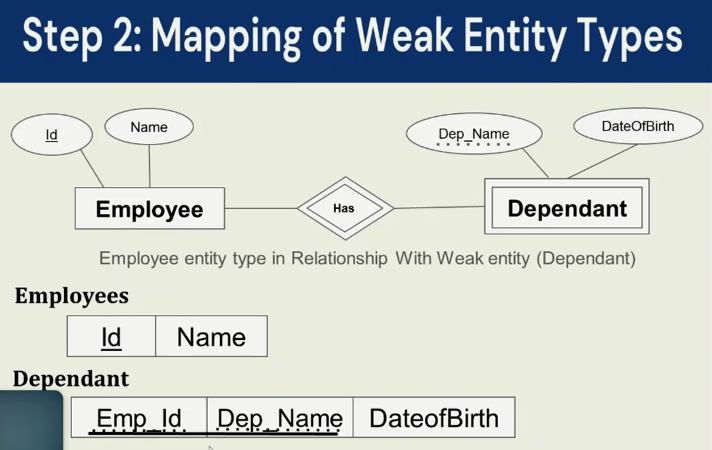 Step 2: Mapping of Weak Entity Types
Id
Name
Dep_Name
DateOfBirth
Employee
Has
Dependant
Employee entity type in Relationship With Weak entity (Dependant)
Employees
Id Name
Dependant
Emp_Id Dep_Name DateofBirth